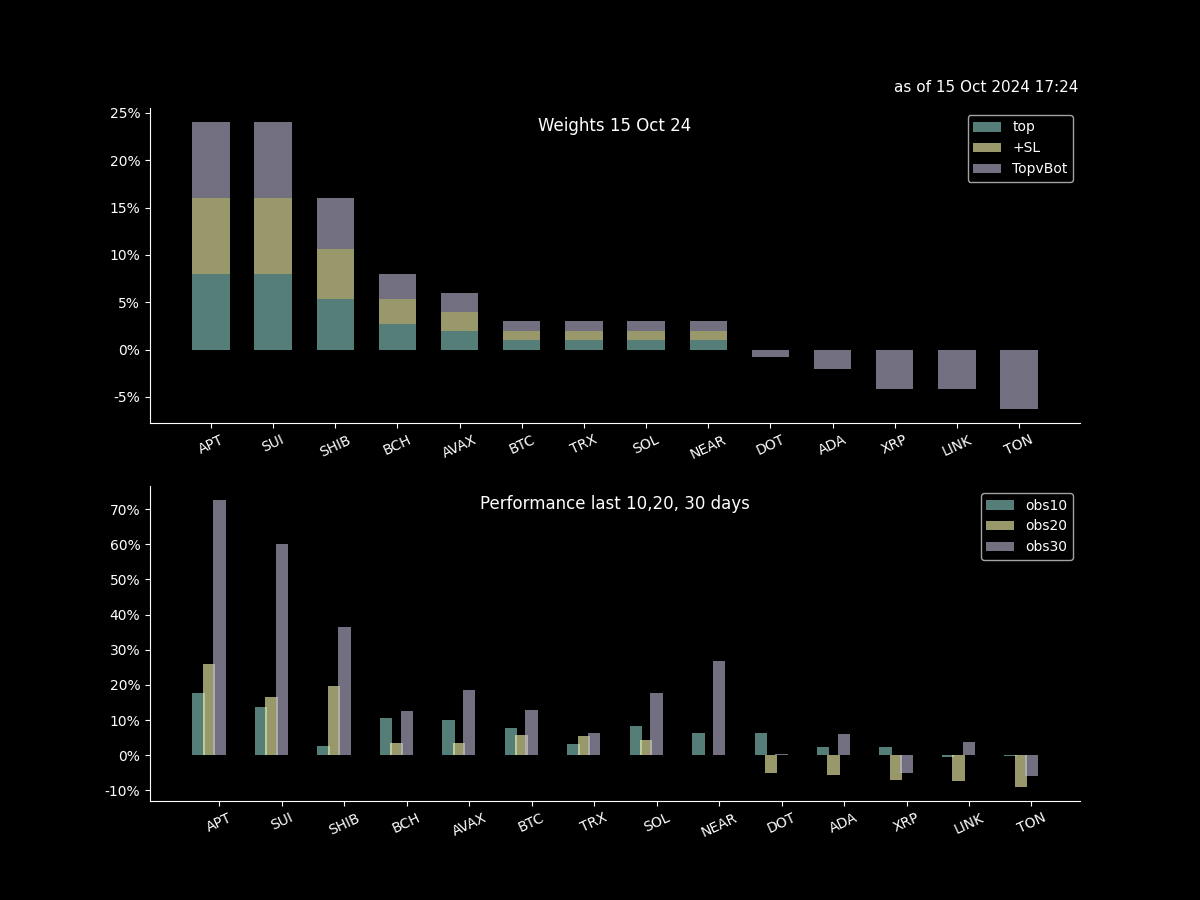 as of 15 Oct 2024 17:24
Weights 15 Oct 24
top
+SL
TopvBot
25%
20%
15%
10%
5%
0%
-5%
APT SUI SHIB BCH AVAX BTC TRX SOL NEAR DOT ADA XRP LINK TON
Performance last 10,20, 30 days
obs10
obs20
obs30
70%
60%
50%
40%
30%
20%
10%
0%
-10%
APT SUI SHIB BCH AVAX BTC TRX SOL NEAR DOT ADA XRP LINK TON